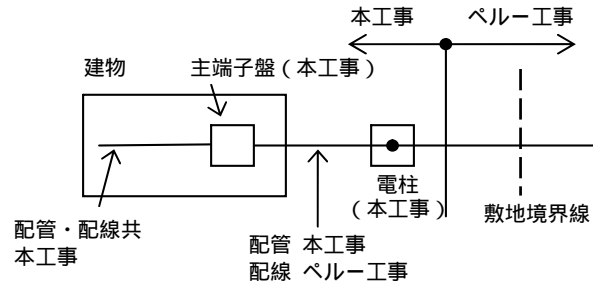 本工事 ペルー工事
建物 主端子盤(本工事)
電柱
(本工事)
敷地境界線
配管・配線共
本工事
配管 本工事
配線 ペルー工事